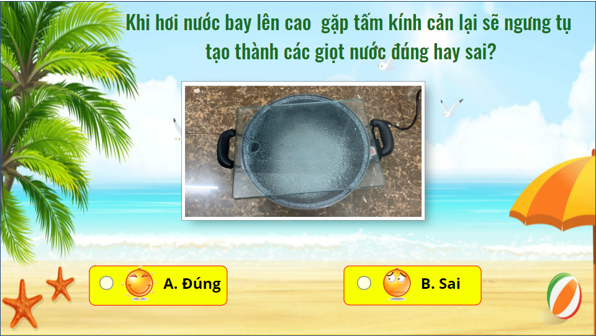 Khi hơi nước bay lên cao gặp tấm kính cản lại sẽ ngưng tụ
tạo thành các giọt nước đúng hay sai?
A. Đúng
B. Sai